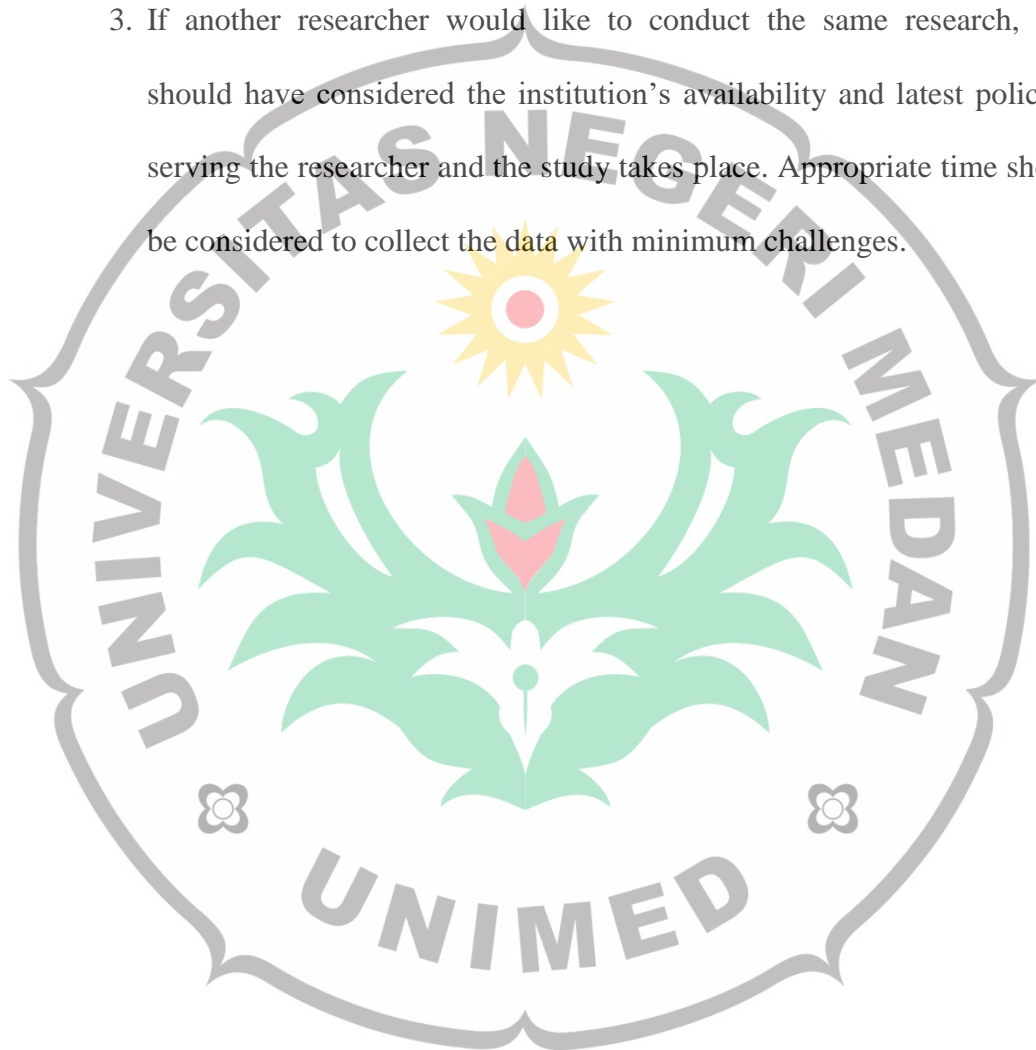 3. If another researcher would like to conduct the same research,
should have considered the institution’s availability and latest polic
serving the researcher and the study takes place. Appropriate time sh
be considered to collect the data with minimum challenges.
UNIVERSITAS NEGERI MEDAN
UNIMED